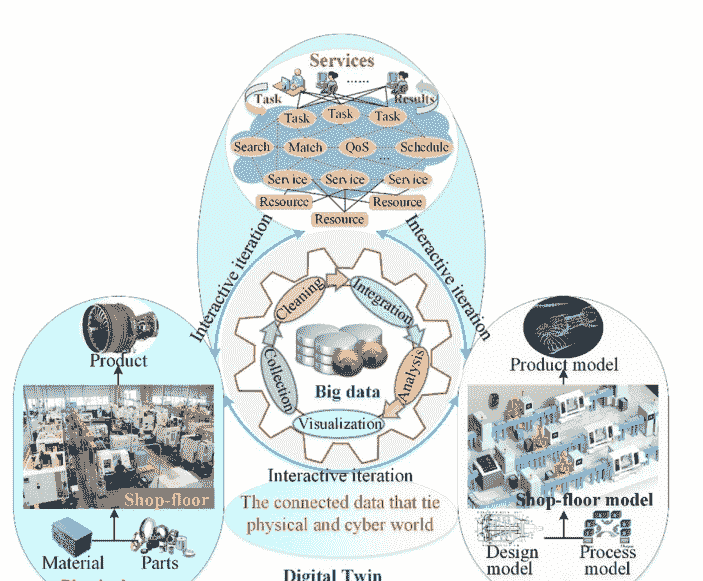 Services
......
Task
Results
Task
Task
Task
Search
Match
QoS
...
Schedule
Service
Service
Service
Resource
Resource
Resource
Interactive iteration
Interactive iteration
Cleaning
Integration
Collection
Analysis
Big data
Visualization
Interactive iteration
The connected data that tie
physical and cyber world
Digital Twin
Product
Shop-floor
Material
Parts
Product model
Shop-floor model
Design
model
Process
model